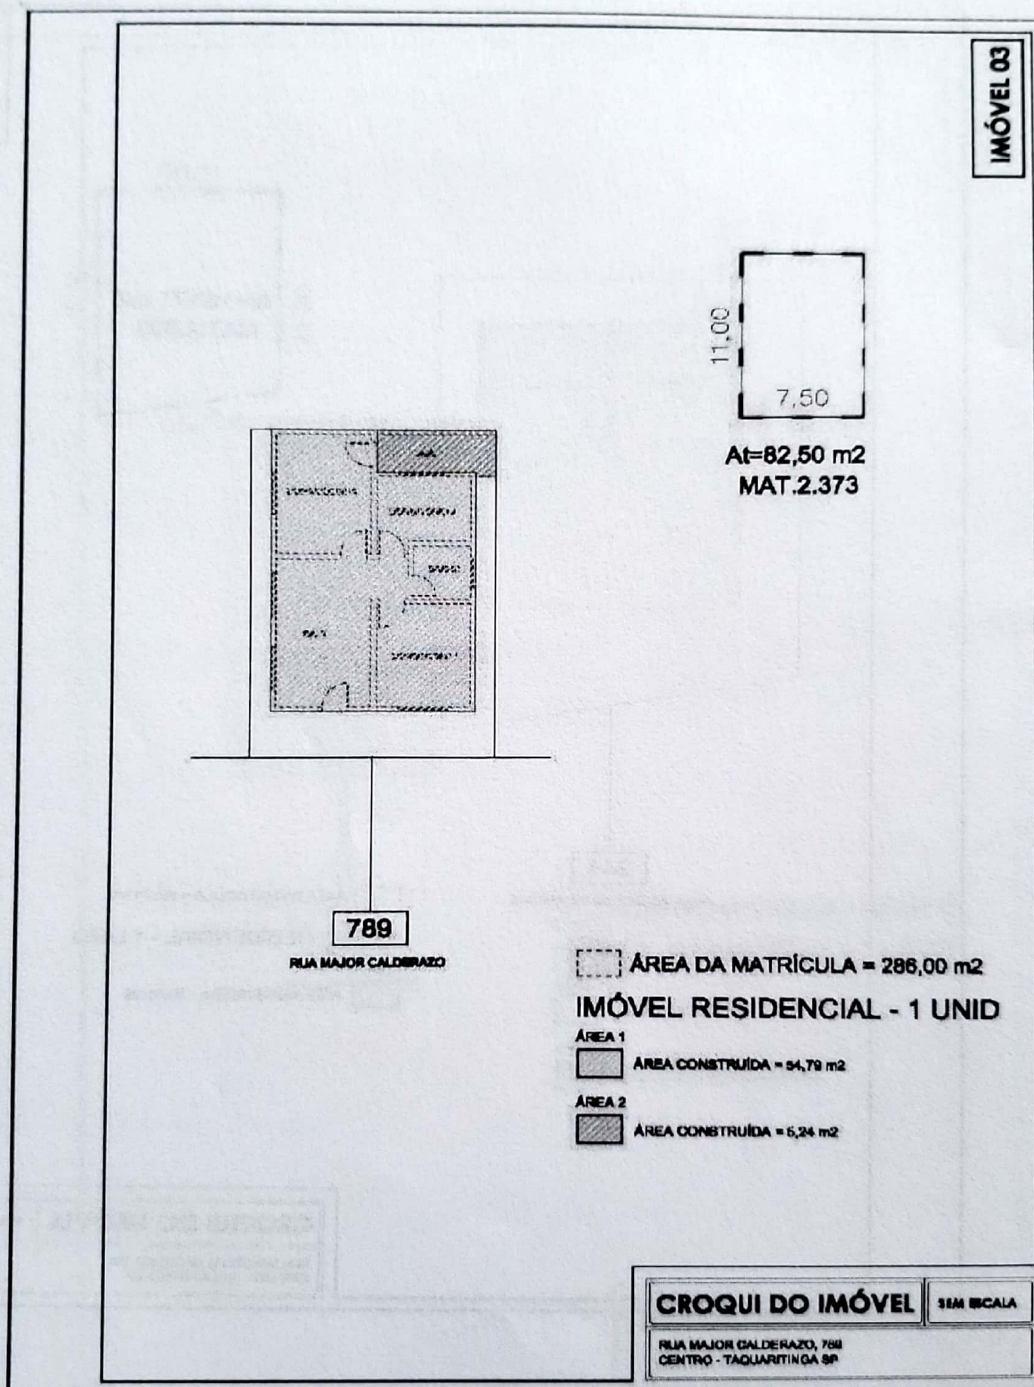 IMÓVEL 03
11,00
7,50
At=82,50 m2
MAT.2.373
789
RUA MAJOR CALDERAZO
ÁREA DA MATRÍCULA = 286,00 m2
IMÓVEL RESIDENCIAL - 1 UNID
ÁREA 1
ÁREA CONSTRUÍDA = 54,79 m2
ÁREA 2
ÁREA CONSTRUÍDA = 5,24 m2
CROQUI DO IMÓVEL
SEM ESCALA
RUA MAJOR CALDERAZO, 789
CENTRO - TAQUARITINGA SP